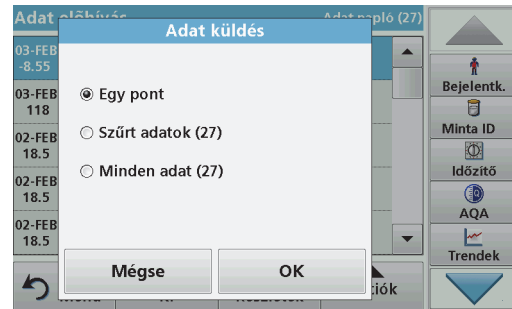 Adat
Adat napló (27)
Adat küldés
03-FEB
-8.55
03-FEB
118
02-FEB
18.5
02-FEB
18.5
02-FEB
18.5
Egy pont
Szűrt adatok (27)
Minden adat (27)
Mégse
OK
Bejelentk.
Minta ID
Időzítő
AQA
Trendek